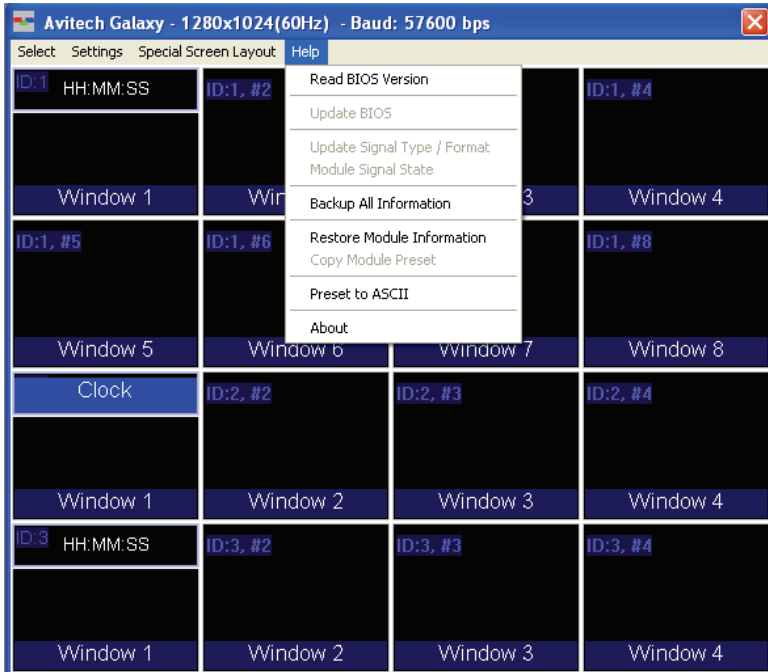 Avitech Galaxy - 1280x1024(60Hz) - Baud: 57600 bps
Select Settings Special Screen Layout Help
Read BIOS Version
Update BIOS
Update Signal Type / Format
Module Signal State
Backup All Information
Restore Module Information
Copy Module Preset
Preset to ASCII
About
ID:1 HH:MM:SS ID:1, #2 ID:1, #4
Window 1 Win 3 Window 4
ID:1, #5 ID:1, #6 ID:1, #8
Window 5 Window 6 Window 7 Window 8
Clock ID:2, #2 ID:2, #3 ID:2, #4
Window 1 Window 2 Window 3 Window 4
ID:3 HH:MM:SS ID:3, #2 ID:3, #3 ID:3, #4
Window 1 Window 2 Window 3 Window 4